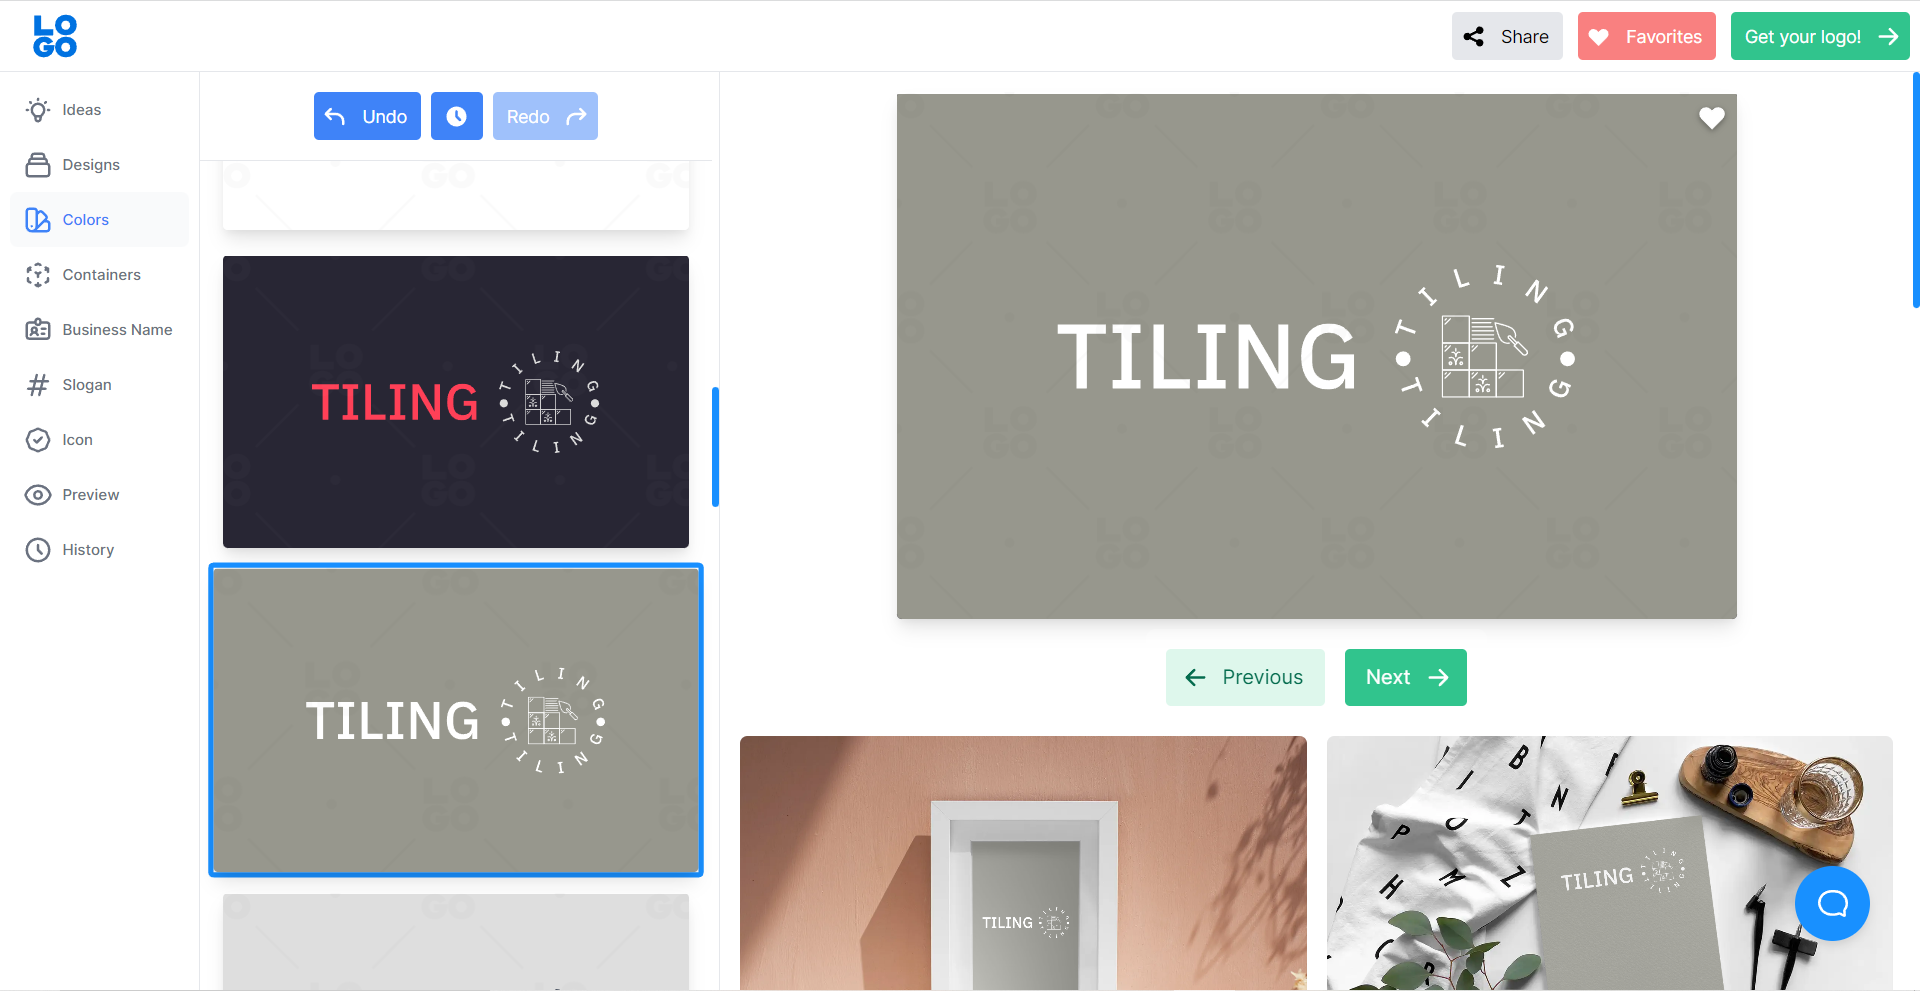 LO
GO
Share
Favorites
Get your logo!
Ideas
Designs
Colors
Containers
Business Name
Slogan
Icon
Preview
History
Undo
Redo
TILING
TILING
TILING
TILING
TILING
TILING
TILING
TILING
TILING
Previous
Next
TILING
TILING